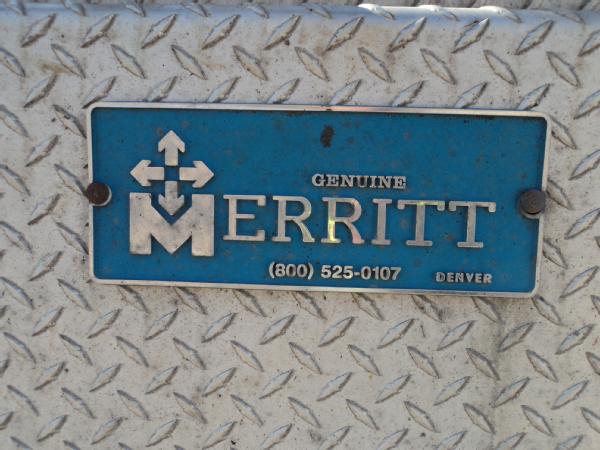 GENUINE
MERRITT
(800) 525-0107 DENVER